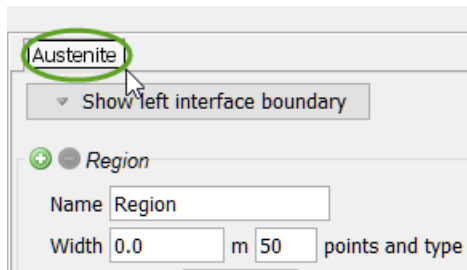 Austenite
Show left interface boundary
Region
Name Region
Width 0.0 m 50 points and type